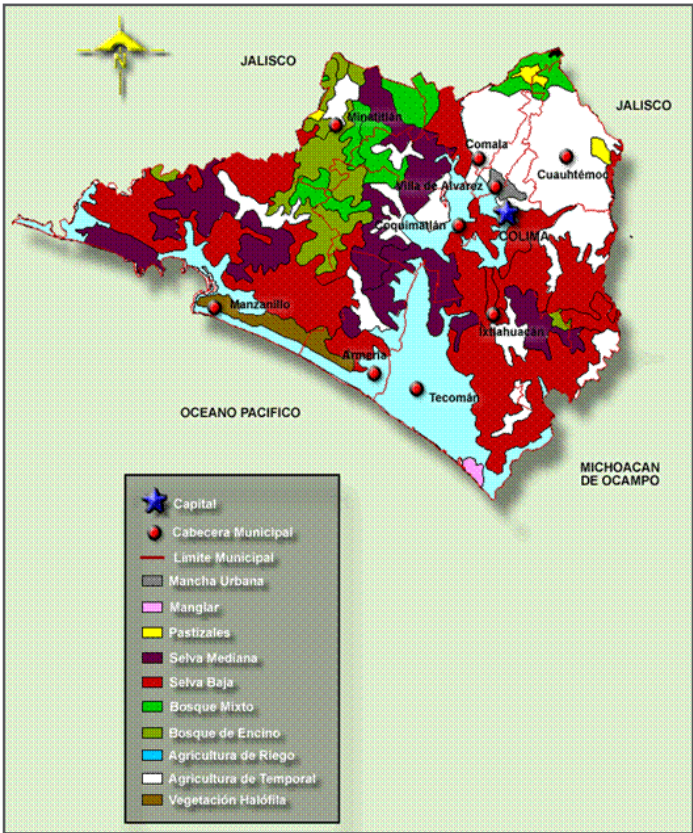 N
JALISCO
JALISCO
Minatitlán
Comala
Cuauhtémoc
Villa de Alvarez
Coquimatlán
COLIMA
Manzanillo
Ixtlahuacán
Armería
Tecomán
OCEANO PACIFICO
MICHOACAN
DE OCAMPO
Capital
Cabecera Municipal
Límite Municipal
Mancha Urbana
Manglar
Pastizales
Selva Mediana
Selva Baja
Bosque Mixto
Bosque de Encino
Agricultura de Riego
Agricultura de Temporal
Vegetación Halófila